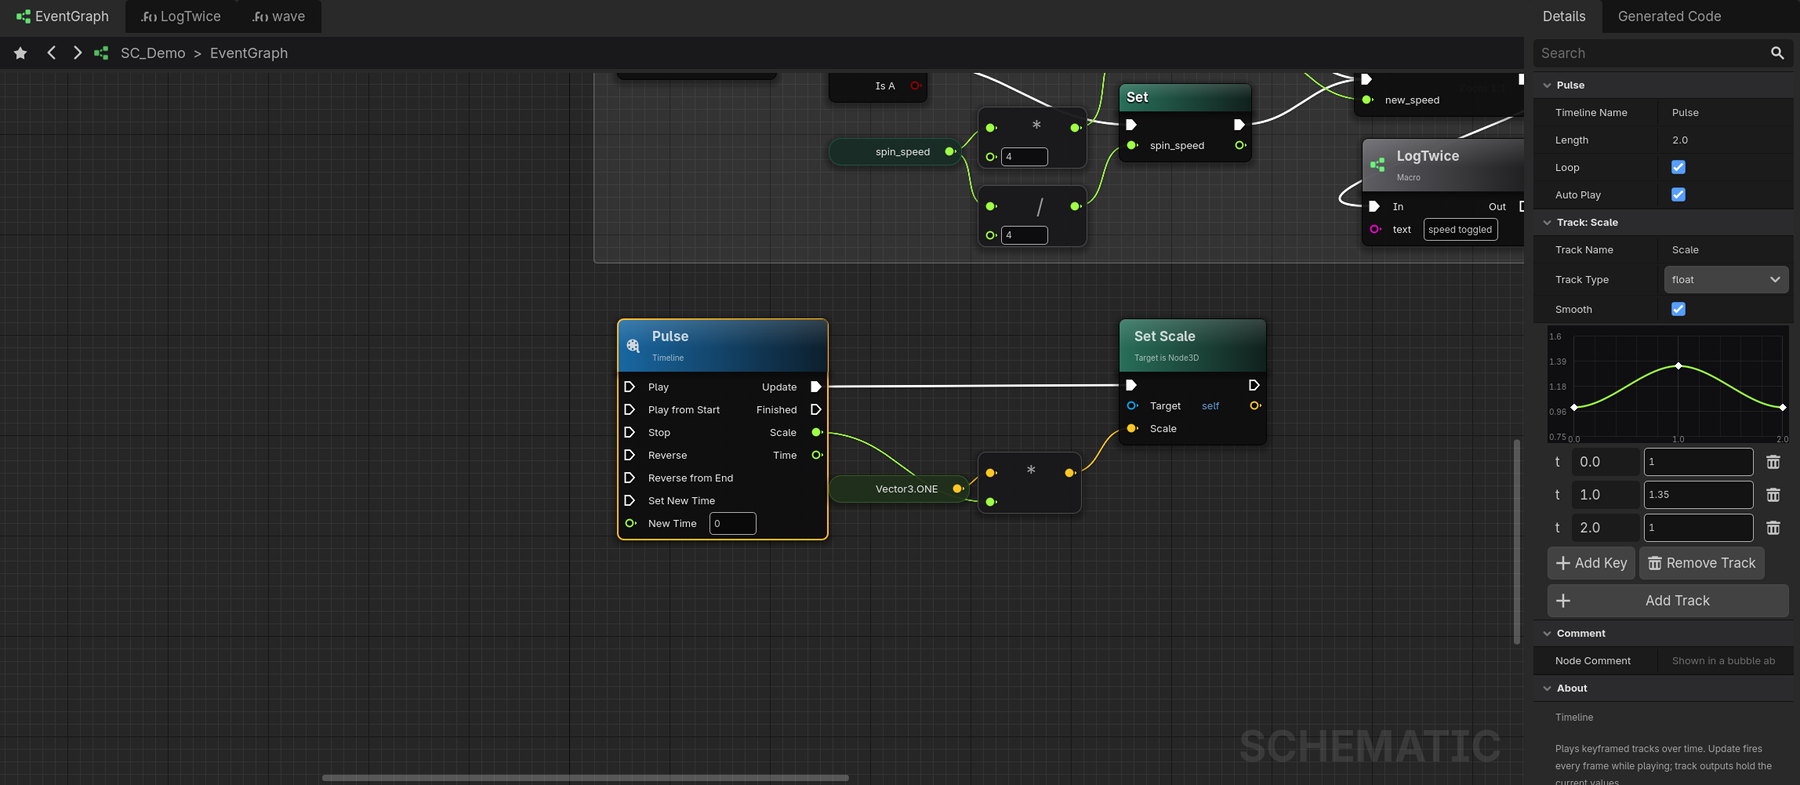 EventGraph
LogTwice
wave
Details
Generated Code
SC_Demo > EventGraph
Search
Is A
*
4
spin_speed
/
4
Set
spin_speed
new_speed
LogTwice
Macro
In
Out
text
speed toggled
Pulse
Timeline
Play
Update
Play from Start
Finished
Stop
Scale
Reverse
Time
Reverse from End
Set New Time
New Time
0
Vector3.ONE
*
Set Scale
Target is Node3D
Target self
Scale
SCHEMATIC
Pulse
Timeline Name Pulse
Length 2.0
Loop
Auto Play
Track: Scale
Track Name Scale
Track Type float
Smooth
1.6
1.39
1.18
0.96
0.75
0.0 1.0 2.0
t 0.0 1
t 1.0 1.35
t 2.0 1
Add Key
Remove Track
Add Track
Comment
Node Comment Shown in a bubble ab
About
Timeline
Plays keyframed tracks over time. Update fires
every frame while playing; track outputs hold the
current values.